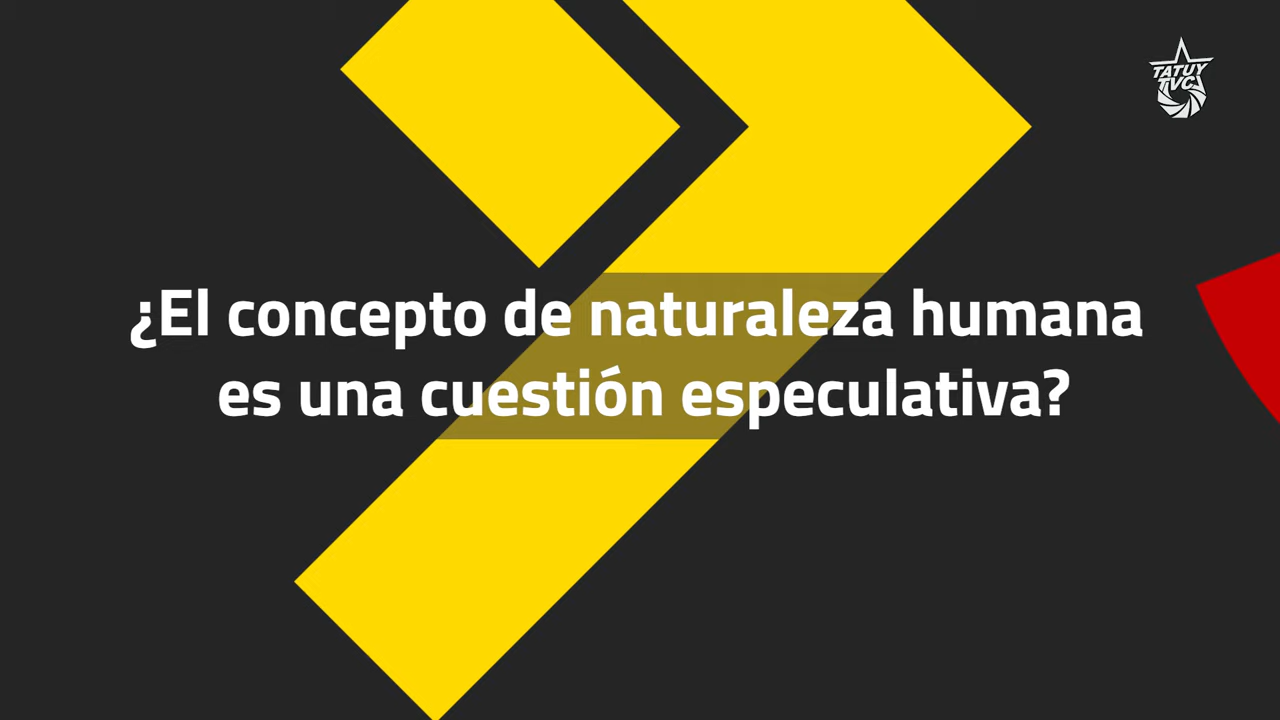 TATUY
TVC
¿El concepto de naturaleza humana
es una cuestión especulativa?